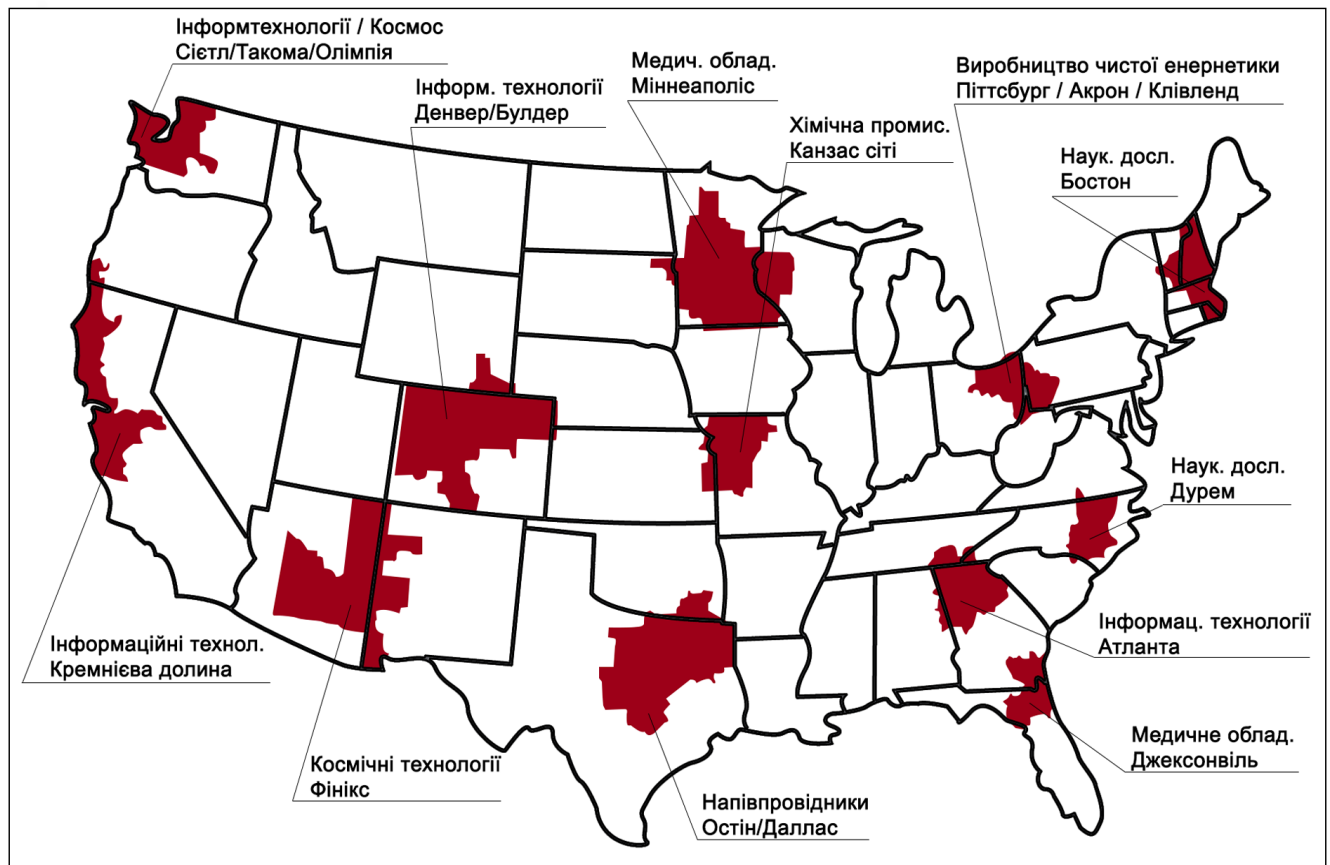 Інформтехнології / Космос
Сієтл/Такома/Олімпія
Інформ. технології
Денвер/Булдер
Медич. облад.
Міннеаполіс
Хімічна промис.
Канзас сіті
Виробництво чистої енернетики
Піттсбург / Акрон / Клівленд
Наук. досл.
Бостон
Наук. досл.
Дурем
Інформац. технології
Атланта
Медичне облад.
Джексонвіль
Напівпровідники
Остін/Даллас
Космічні технології
Фінікс
Інформаційні технол.
Кремнієва долина